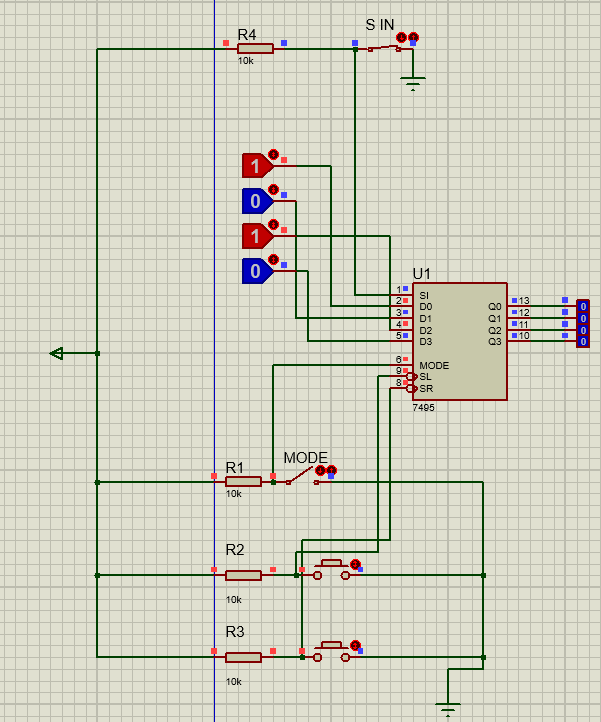 S IN
R4
10k
1
0
1
0
U1
1 SI Q0 13 0
2 D0 Q1 12 0
3 D1 Q2 11 0
4 D2 Q3 10 0
5 D3
6 MODE
9 SL
8 SR
7495
R1 MODE
10k
R2
10k
R3
10k